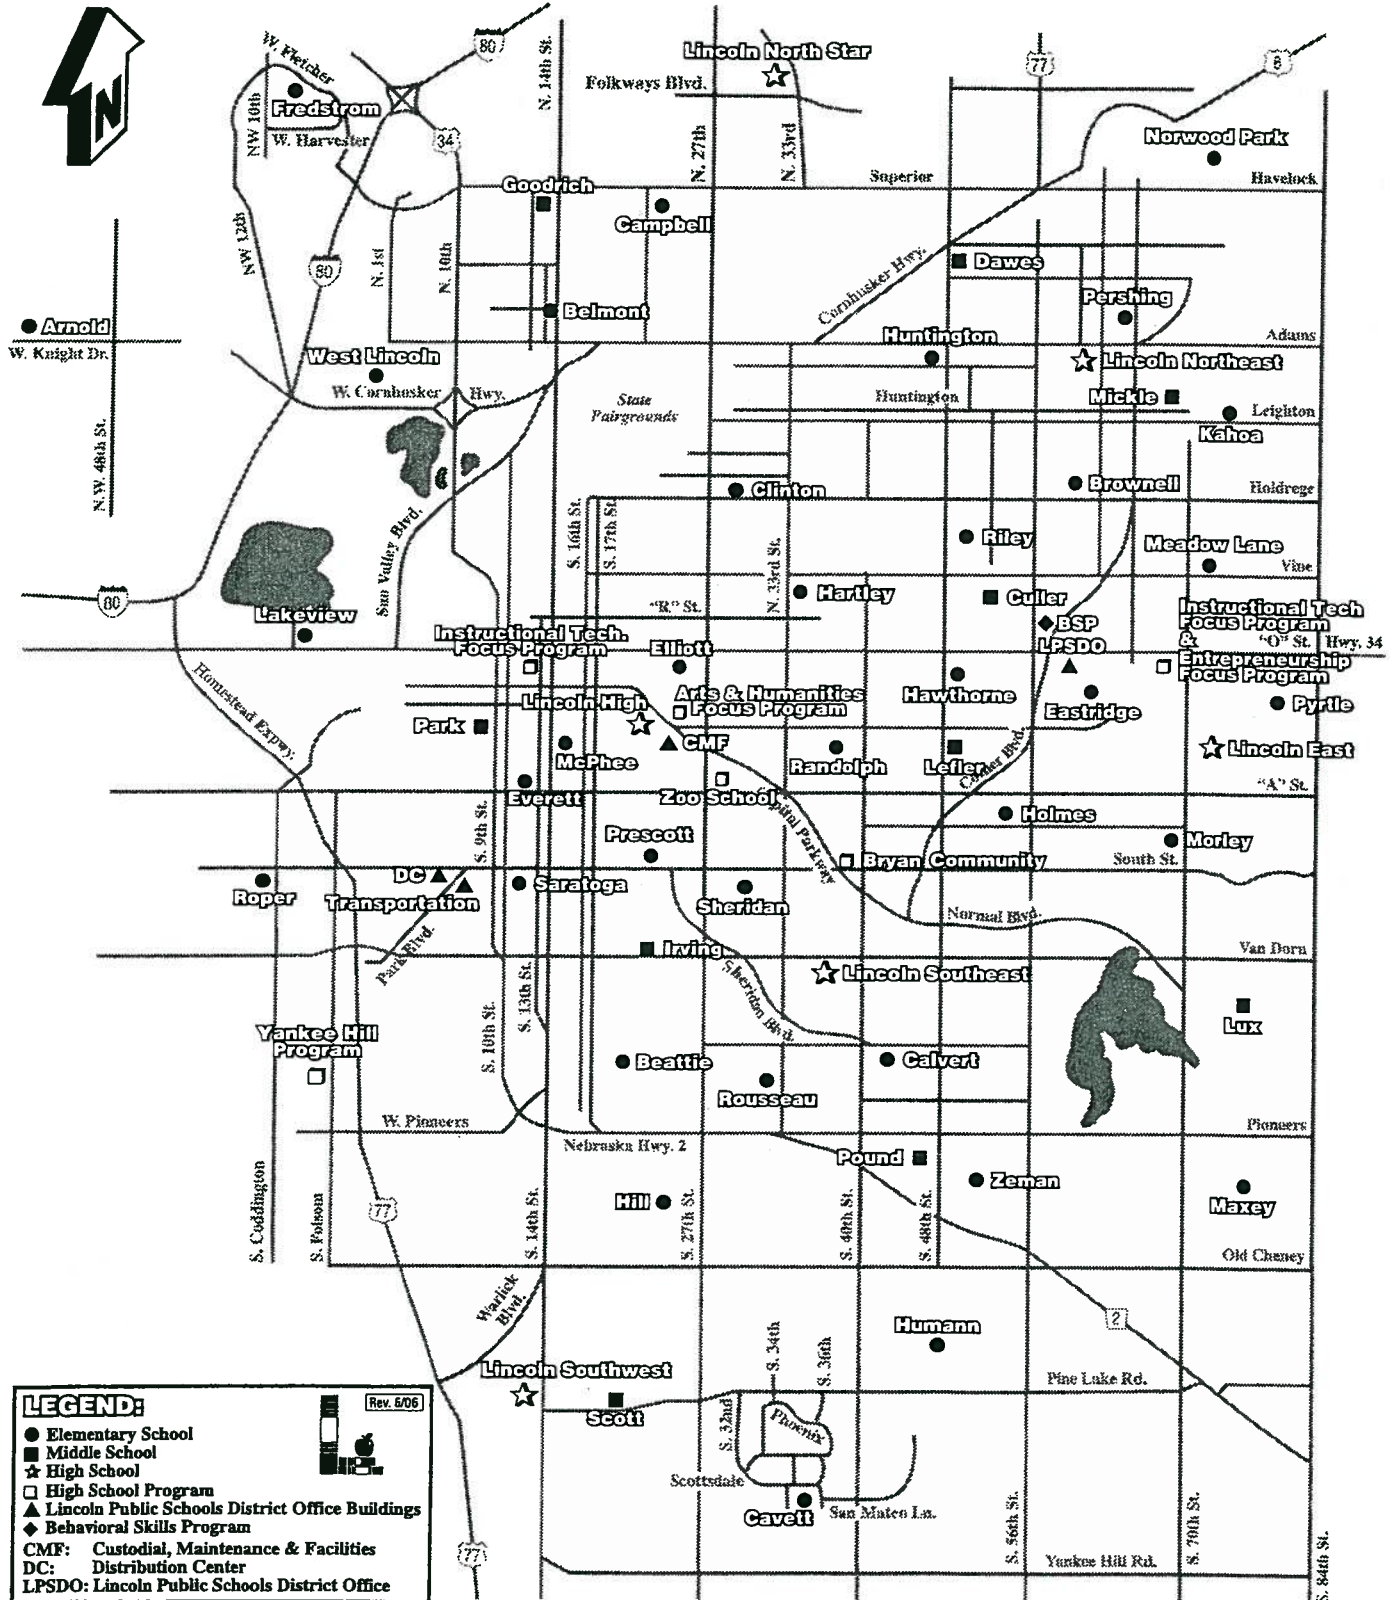 80
Lincoln North Star
W. Fletcher
Fredstrom
N. 14th St.
Folkways Blvd.
77
8
N
NW 10th
W. Harvester
34
N. 27th
N. 33rd
Norwood Park
Superior
Havelock
Goodrich
Campbell
NW 12th
N. 1st
N. 10th
80
Cornhusker Hwy.
Dawes
Pershing
Belmont
Arnold
W. Knight Dr.
Huntington
Adams
West Lincoln
Lincoln Northeast
W. Cornhusker Hwy.
State
Fairgrounds
Huntington
Mickle
Leighton
Kahoa
N.W. 48th St.
Clinton
Brownell
Holdrege
Sun Valley Blvd.
S. 16th St.
S. 17th St.
N. 33rd St.
Riley
Meadow Lane
Vine
80
Hartley
Culler
Lakeview
"R" St.
BSP
Instructional Tech
Focus Program
&
Entrepreneurship
Focus Program
"O" St.
Hwy. 34
Instructional Tech.
Focus Program
Elliott
LPSDO
Homestead Expwy.
Lincoln High
Arts & Humanities
Focus Program
Hawthorne
Eastridge
Pyrtle
Park
CMF
McPhee
Randolph
Lefler
Cotner Blvd.
Lincoln East
Everett
Zoo School
"A" St.
Capital Parkway
S. 9th St.
Prescott
Holmes
Morley
Bryan Community
South St.
DC
Roper
Transportation
Saratoga
Sheridan
Normal Blvd.
Park Blvd.
Irving
Van Dorn
Sheridan Blvd.
Lincoln Southeast
S. 13th St.
Lux
Yankee Hill
Program
S. 10th St.
Beattie
Calvert
Rousseau
W. Pioneers
Nebraska Hwy. 2
Pioneers
Pound
Zeman
S. Coddington
S. Folsom
77
S. 14th St.
Hill
S. 27th St.
S. 40th St.
S. 48th St.
Maxey
Old Cheney
Warlick
Blvd.
2
Humann
S. 34th
S. 36th
Lincoln Southwest
Pine Lake Rd.
Scott
S. 32nd
Phoenix
Scottsdale
Cavett
San Mateo Ln.
S. 56th St.
S. 70th St.
S. 84th St.
Yankee Hill Rd.
77
LEGEND:
Rev. 6/06
Elementary School
Middle School
High School
High School Program
Lincoln Public Schools District Office Buildings
Behavioral Skills Program
CMF: Custodial, Maintenance & Facilities
DC: Distribution Center
LPSDO: Lincoln Public Schools District Office